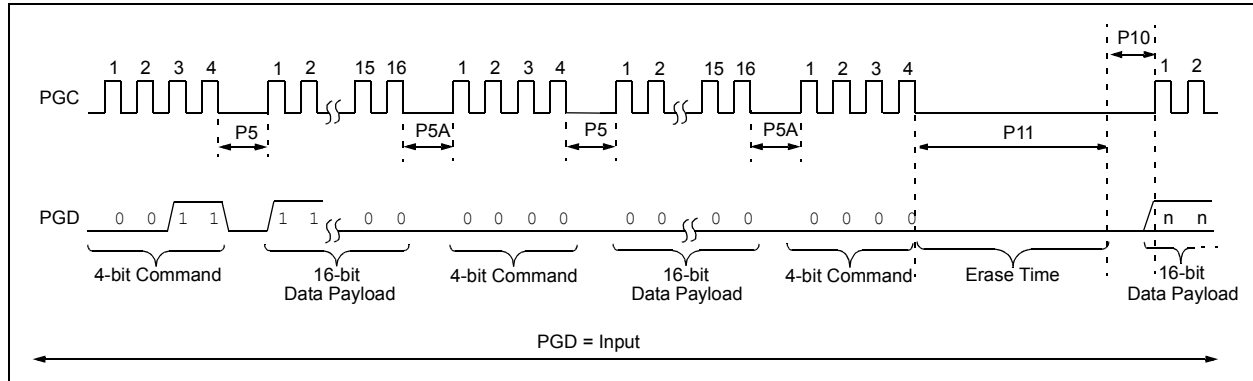 P10
1 2 3 4 1 2 15 16 1 2 3 4 1 2 15 16 1 2 3 4 1 2
PGC
P5 P5A P5 P5A P11
PGD 0 0 1 1 1 1 0 0 0 0 0 0 0 0 0 0 0 0 0 0 n n
4-bit Command 16-bit 4-bit Command 16-bit 4-bit Command Erase Time 16-bit
Data Payload Data Payload Data Payload
PGD = Input